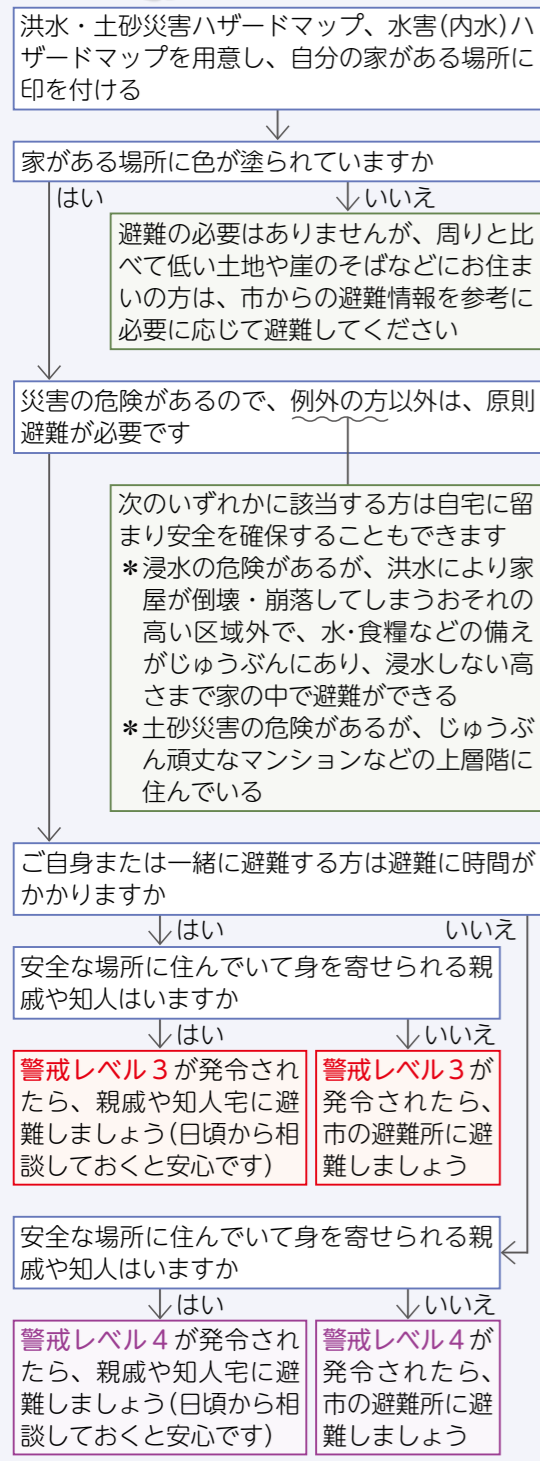 洪水・土砂災害ハザードマップ、水害(内水)ハ
ザードマップを用意し、自分の家がある場所に
印を付ける
家がある場所に色が塗られていますか
はい
いいえ
避難の必要はありませんが、周りと比
べて低い土地や崖のそばなどにお住ま
いの方は、市からの避難情報を参考に
必要に応じて避難してください
災害の危険があるので、例外の方以外は、原則
避難が必要です
次のいずれかに該当する方は自宅に留
まり安全を確保することもできます
＊浸水の危険があるが、洪水により家
屋が倒壊・崩落してしまうおそれの
高い区域外で、水・食糧などの備え
がじゅうぶんにあり、浸水しない高
さまで家の中で避難ができる
＊土砂災害の危険があるが、じゅうぶ
ん頑丈なマンションなどの上層階に
住んでいる
ご自身または一緒に避難する方は避難に時間が
かかりますか
はい
いいえ
安全な場所に住んでいて身を寄せられる親
戚や知人はいますか
はい
いいえ
警戒レベル３が発令され
たら、親戚や知人宅に避
難しましょう(日頃から相
談しておくと安心です)
警戒レベル３が
発令されたら、
市の避難所に避
難しましょう
安全な場所に住んでいて身を寄せられる親
戚や知人はいますか
はい
いいえ
警戒レベル４が発令され
たら、親戚や知人宅に避
難しましょう(日頃から相
談しておくと安心です)
警戒レベル４が
発令されたら、
市の避難所に避
難しましょう